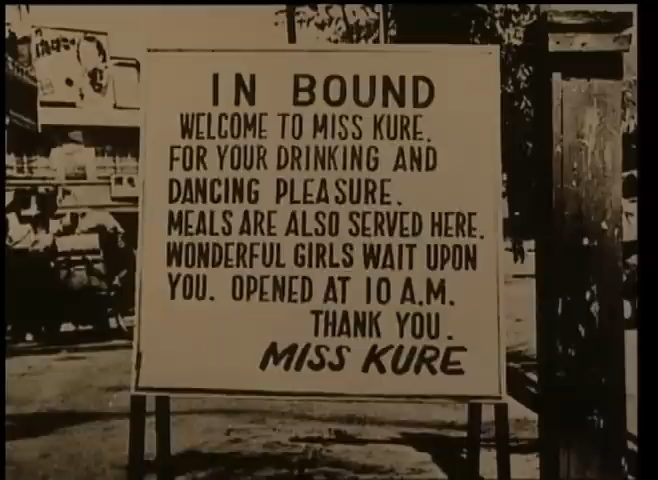 IN BOUND
WELCOME TO MISS KURE.
FOR YOUR DRINKING AND
DANCING PLEASURE.
MEALS ARE ALSO SERVED HERE.
WONDERFUL GIRLS WAIT UPON
YOU. OPENED AT 10 A.M.
THANK YOU.
MISS KURE